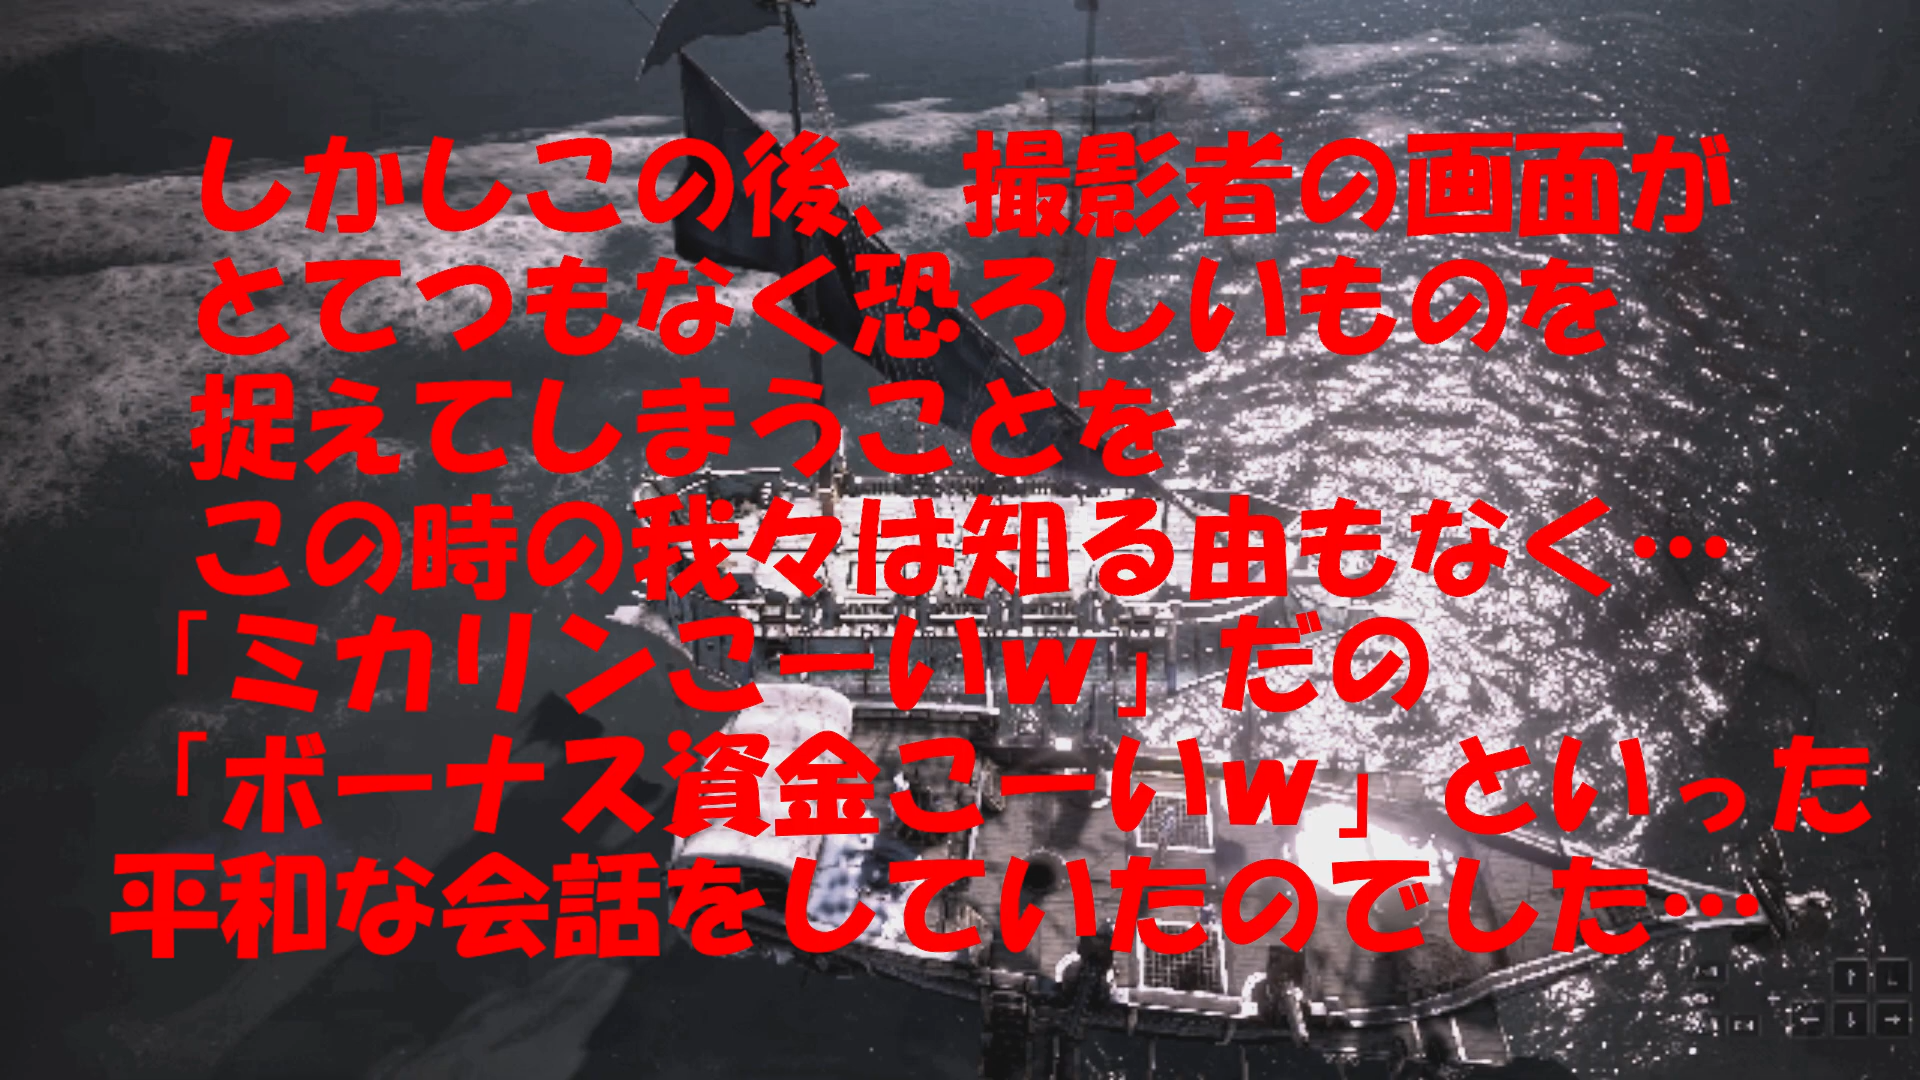 しかしこの後、撮影者の画面が
とてつもなく恐ろしいものを
捉えてしまうことを
この時の我々は知る由もなく…
「ミカリンこーいｗ」だの
「ボーナス資金こーいｗ」といった
平和な会話をしていたのでした…